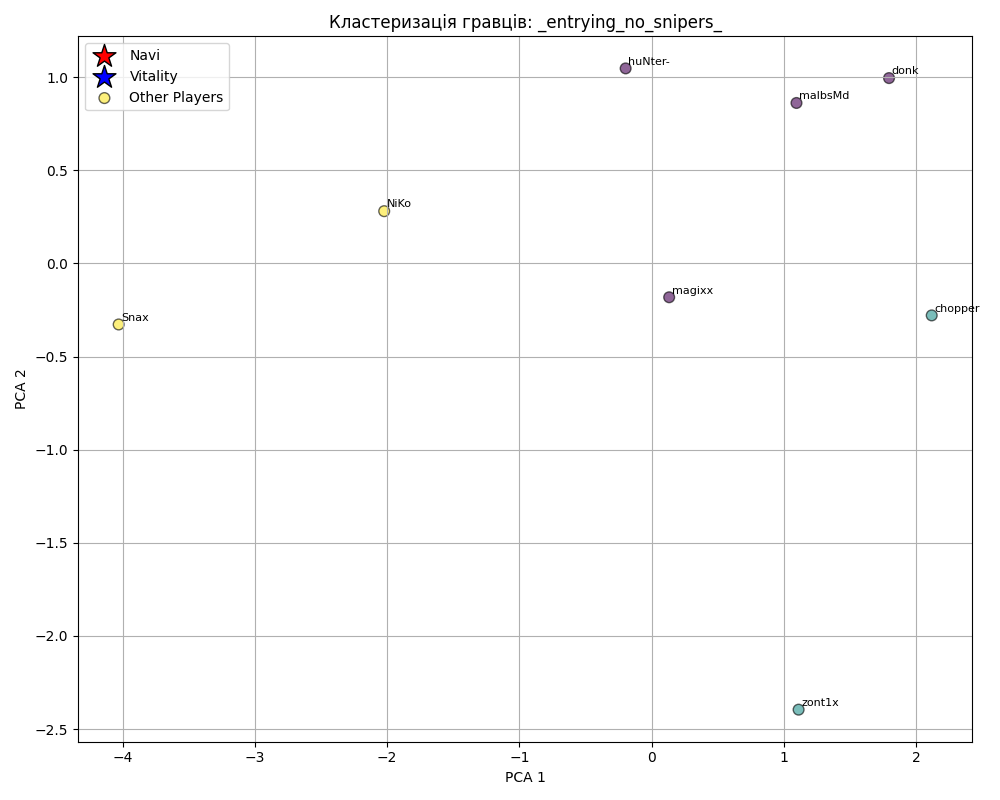 Кластеризація гравців: _entrying_no_snipers_
Navi
Vitality
Other Players
huNter-
donk
malbsMd
NiKo
magixx
Snax
chopper
zont1x
1.0
0.5
0.0
−0.5
−1.0
−1.5
−2.0
−2.5
PCA 2
−4
−3
−2
−1
0
1
2
PCA 1